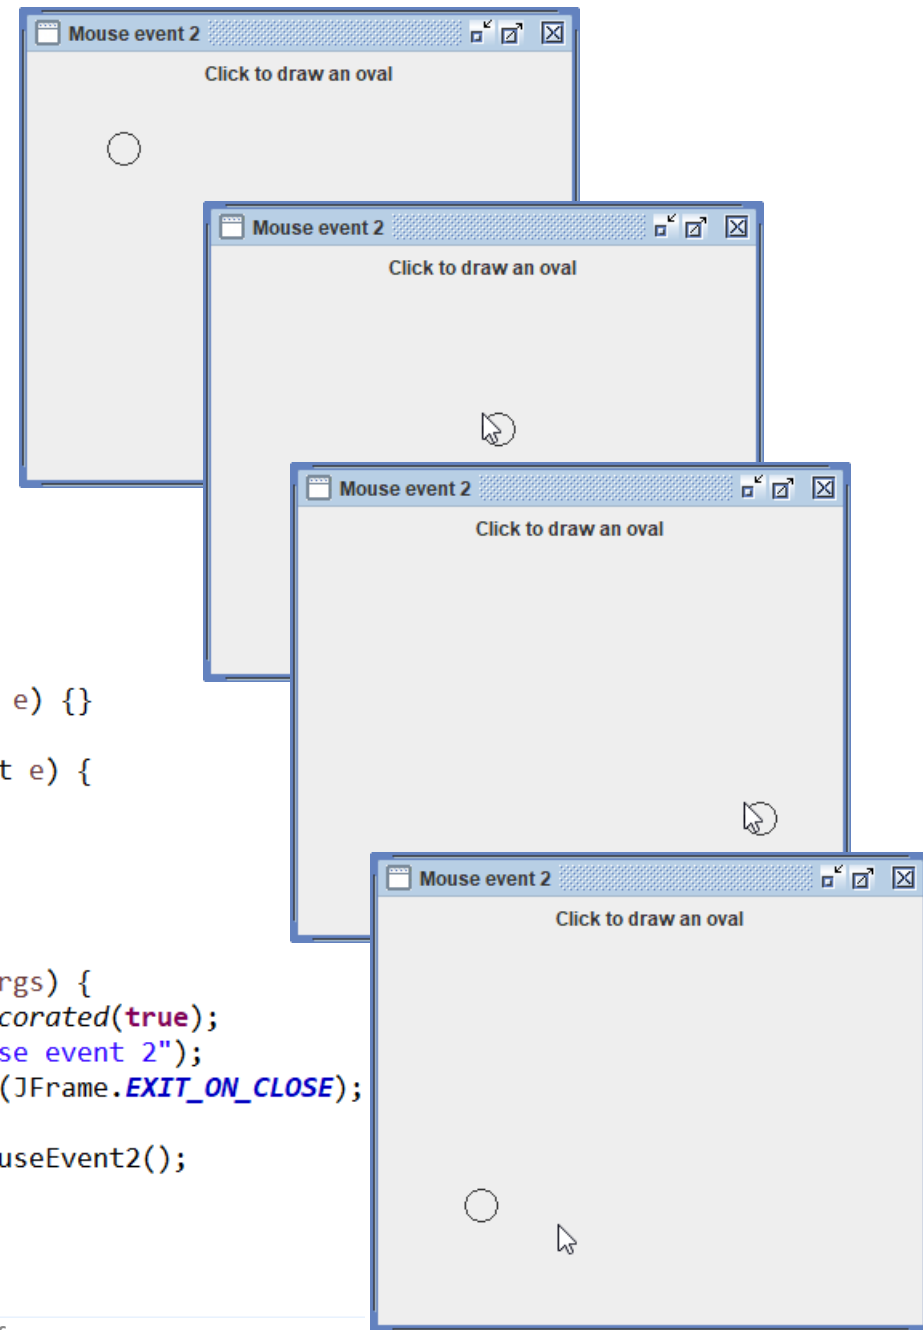 Mouse event 2
Click to draw an oval
Mouse event 2
Click to draw an oval
Mouse event 2
Click to draw an oval
e) {}
t e) {
Mouse event 2
Click to draw an oval
rgs) {
corated(true);
se event 2");
(JFrame.EXIT_ON_CLOSE);
useEvent2();